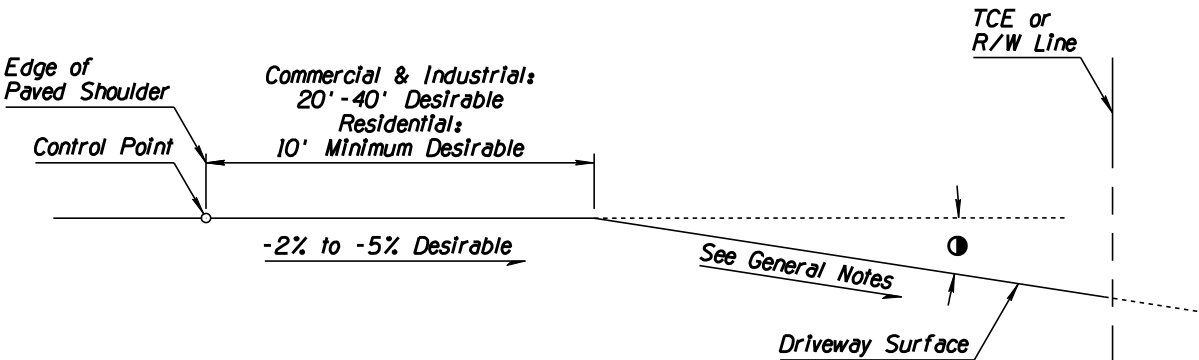 TCE or
R/W Line
Edge of
Paved Shoulder
Commercial & Industrial:
20'-40' Desirable
Residential:
10' Minimum Desirable
Control Point
-2% to -5% Desirable
See General Notes
Driveway Surface